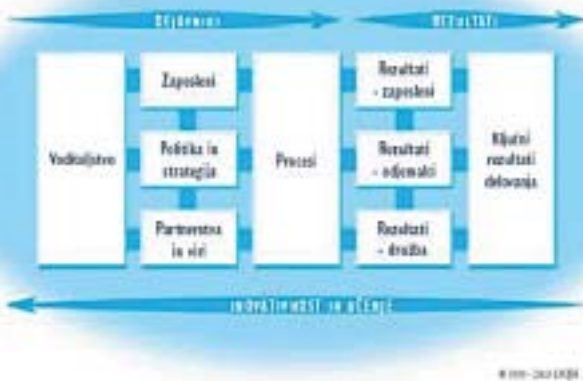 DEJAVNIKI
REZULTATI
Voditeljstvo
Zaposleni
Politika in
strategija
Partnerstva
in viri
Procesi
Rezultati
- zaposleni
Rezultati
- odjemalci
Rezultati
- družba
Ključni
rezultati
delovanja
INOVATIVNOST IN UČENJE